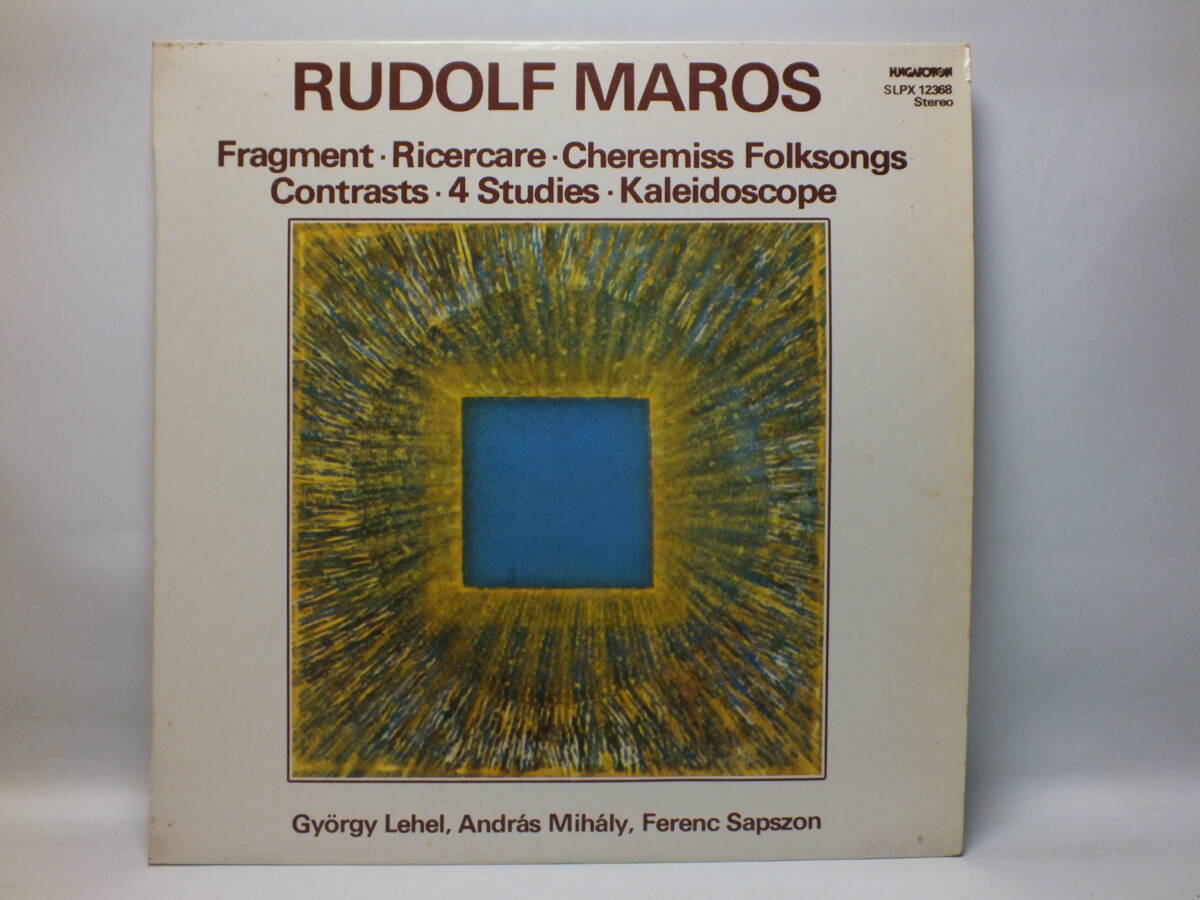 RUDOLF MAROS
HUNGAROTON
SLPX 12368
Stereo
Fragment · Ricercare · Cheremiss Folksongs
Contrasts · 4 Studies · Kaleidoscope
György Lehel, András Mihály, Ferenc Sapszon